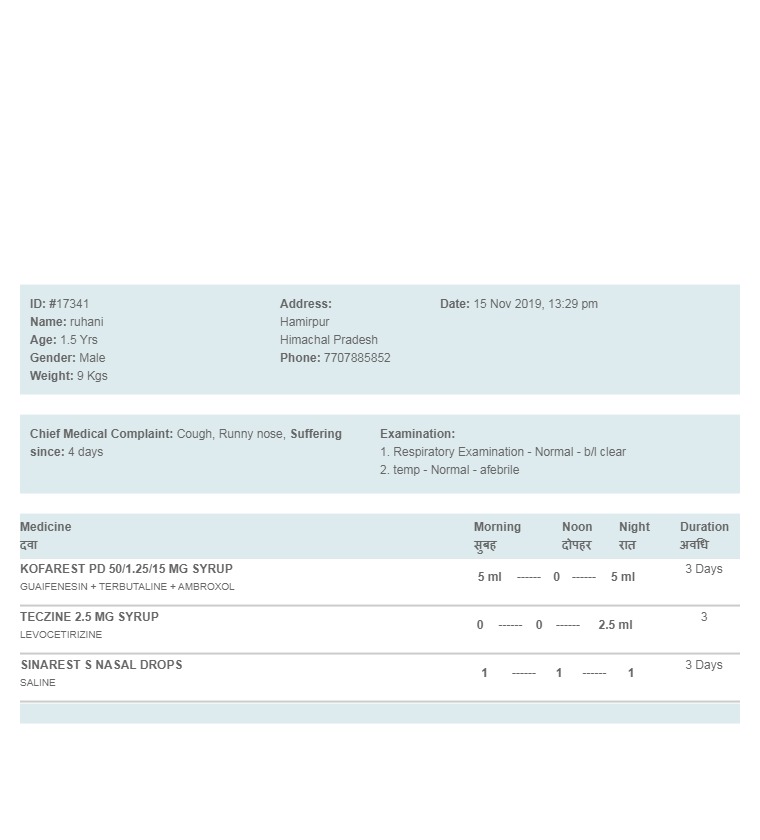 ID: #17341
Name: ruhani
Age: 1.5 Yrs
Gender: Male
Weight: 9 Kgs
Address:
Hamirpur
Himachal Pradesh
Phone: 7707885852
Date: 15 Nov 2019, 13:29 pm
Chief Medical Complaint: Cough, Runny nose, Suffering
since: 4 days
Examination:
1. Respiratory Examination - Normal - b/l clear
2. temp - Normal - afebrile
Medicine Morning Noon Night Duration
दवा सुबह दोपहर रात अवधि
KOFAREST PD 50/1.25/15 MG SYRUP 5 ml ------ 0 ------ 5 ml 3 Days
GUAIFENESIN + TERBUTALINE + AMBROXOL
TECZINE 2.5 MG SYRUP 0 ------ 0 ------ 2.5 ml 3
LEVOCETIRIZINE
SINAREST S NASAL DROPS 1 ------ 1 ------ 1 3 Days
SALINE